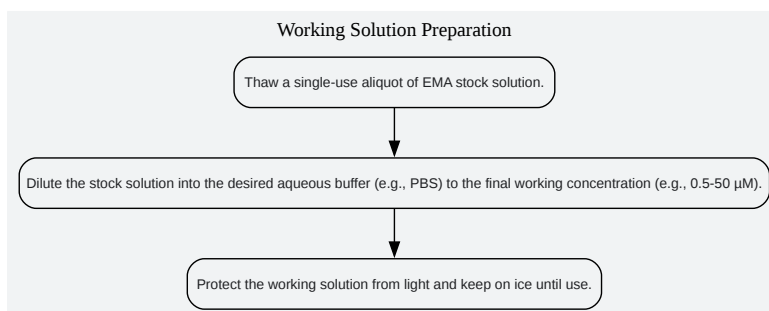 Working Solution Preparation
Thaw a single-use aliquot of EMA stock solution.
Dilute the stock solution into the desired aqueous buffer (e.g., PBS) to the final working concentration (e.g., 0.5-50 µM).
Protect the working solution from light and keep on ice until use.